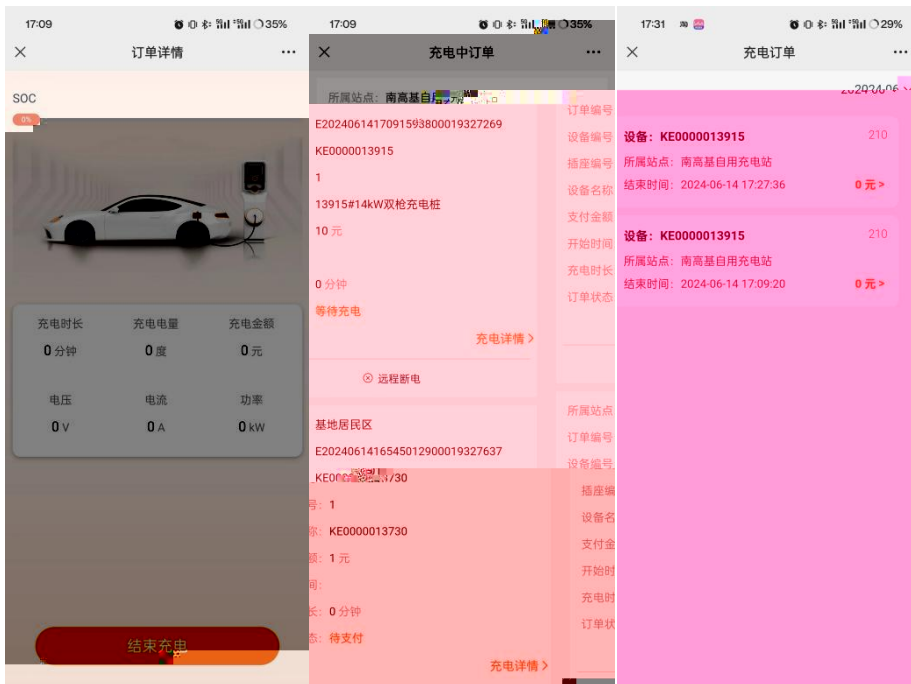 17:09
35%
订单详情
SOC
0%
充电时长 充电电量 充电金额
0 分钟 0 度 0 元
电压 电流 功率
0 V 0 A 0 kW
结束充电
17:09
35%
充电中订单
所属站点: 南高基自用充
E2024061417091593800019327269
KE0000013915
1
13915#14kW双枪充电桩
10 元
0 分钟
等待充电
充电详情 >
远程断电
基地居民区
E2024061416545012900019327637
号: 1
称: KE0000013730
额: 1 元
间:
长: 0 分钟
态: 待支付
充电详情 >
订单编号
设备编号
插座编号
设备名称
支付金额
开始时间
充电时长
订单状态
所属站点
订单编号
设备编号
插座编
设备名
支付金
开始时
充电时
订单状
17:31
29%
充电订单
设备: KE0000013915 210
所属站点: 南高基自用充电站
结束时间: 2024-06-14 17:27:36 0 元 >
设备: KE0000013915 210
所属站点: 南高基自用充电站
结束时间: 2024-06-14 17:09:20 0 元 >